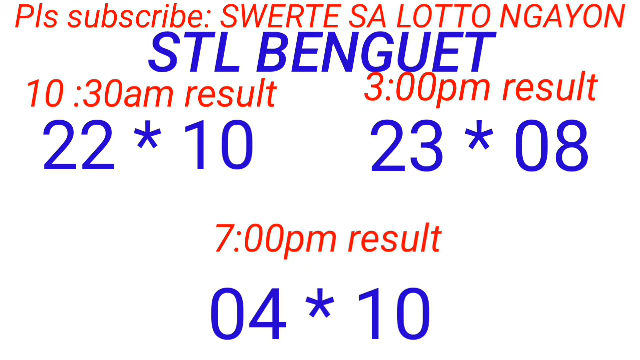 Pls subscribe: SWERTE SA LOTTO NGAYON
STL BENGUET
10 :30am result
22 * 10
3:00pm result
23 * 08
7:00pm result
04 * 10